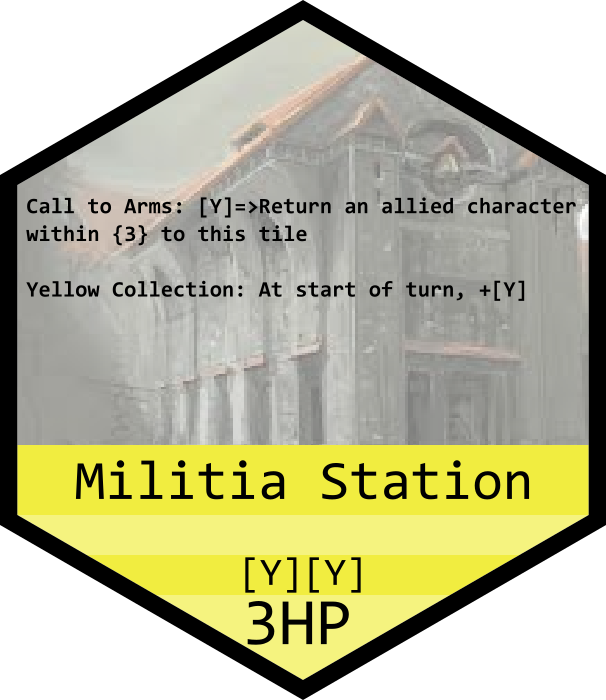 Call to Arms: [Y]=>Return an allied character
within {3} to this tile
Yellow Collection: At start of turn, +[Y]
Militia Station
[Y][Y]
3HP